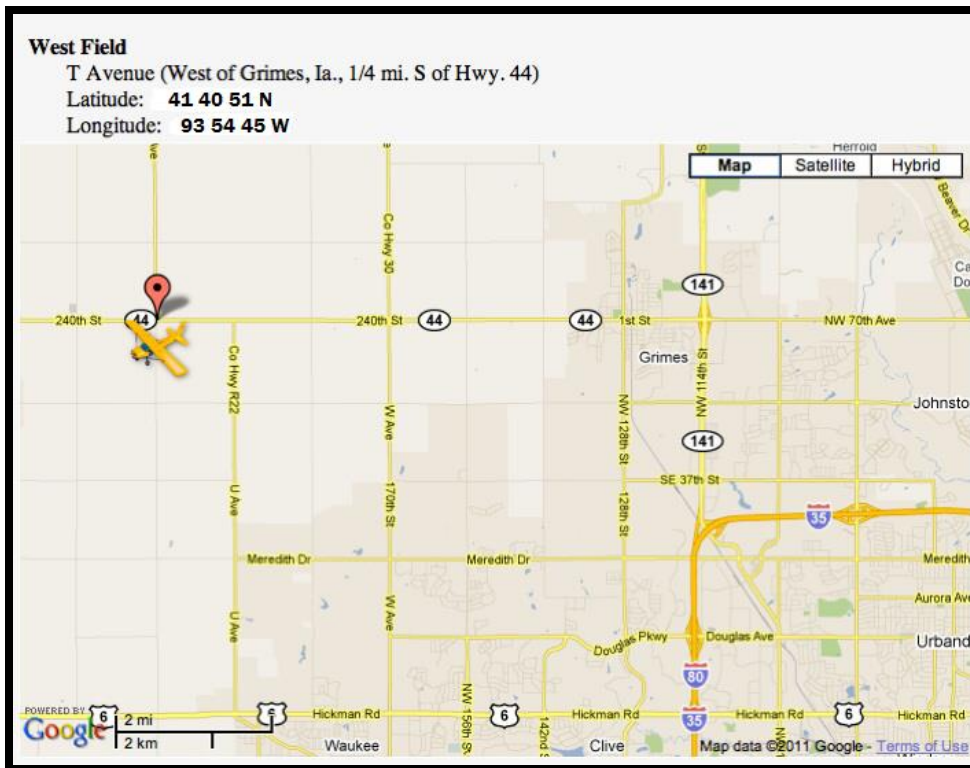 West Field
T Avenue (West of Grimes, Ia., 1/4 mi. S of Hwy. 44)
Latitude: 41 40 51 N
Longitude: 93 54 45 W
Map Satellite Hybrid
Herrold
Ave
Co Hwy 30
Beaver Dr
141
240th St 44 240th St 44 44 1st St NW 70th Ave
Grimes
NW 114th St
Co Hwy R22
W Ave
NW 128th St
Johnsto
141
U Ave
170th St
128th St
SE 37th St
35
Meredith Dr Meredith Dr Meredith
W Ave
Aurora Ave
U Ave
Douglas Pkwy Douglas Ave
Urband
80
NW 156th St
142nd S
POWERED BY
Google
6 6 Hickman Rd 6 Hickman Rd 35 Hickman Rd 6 Hickman Rd
2 mi
2 km
Waukee Clive
Map data ©2011 Google - Terms of Use